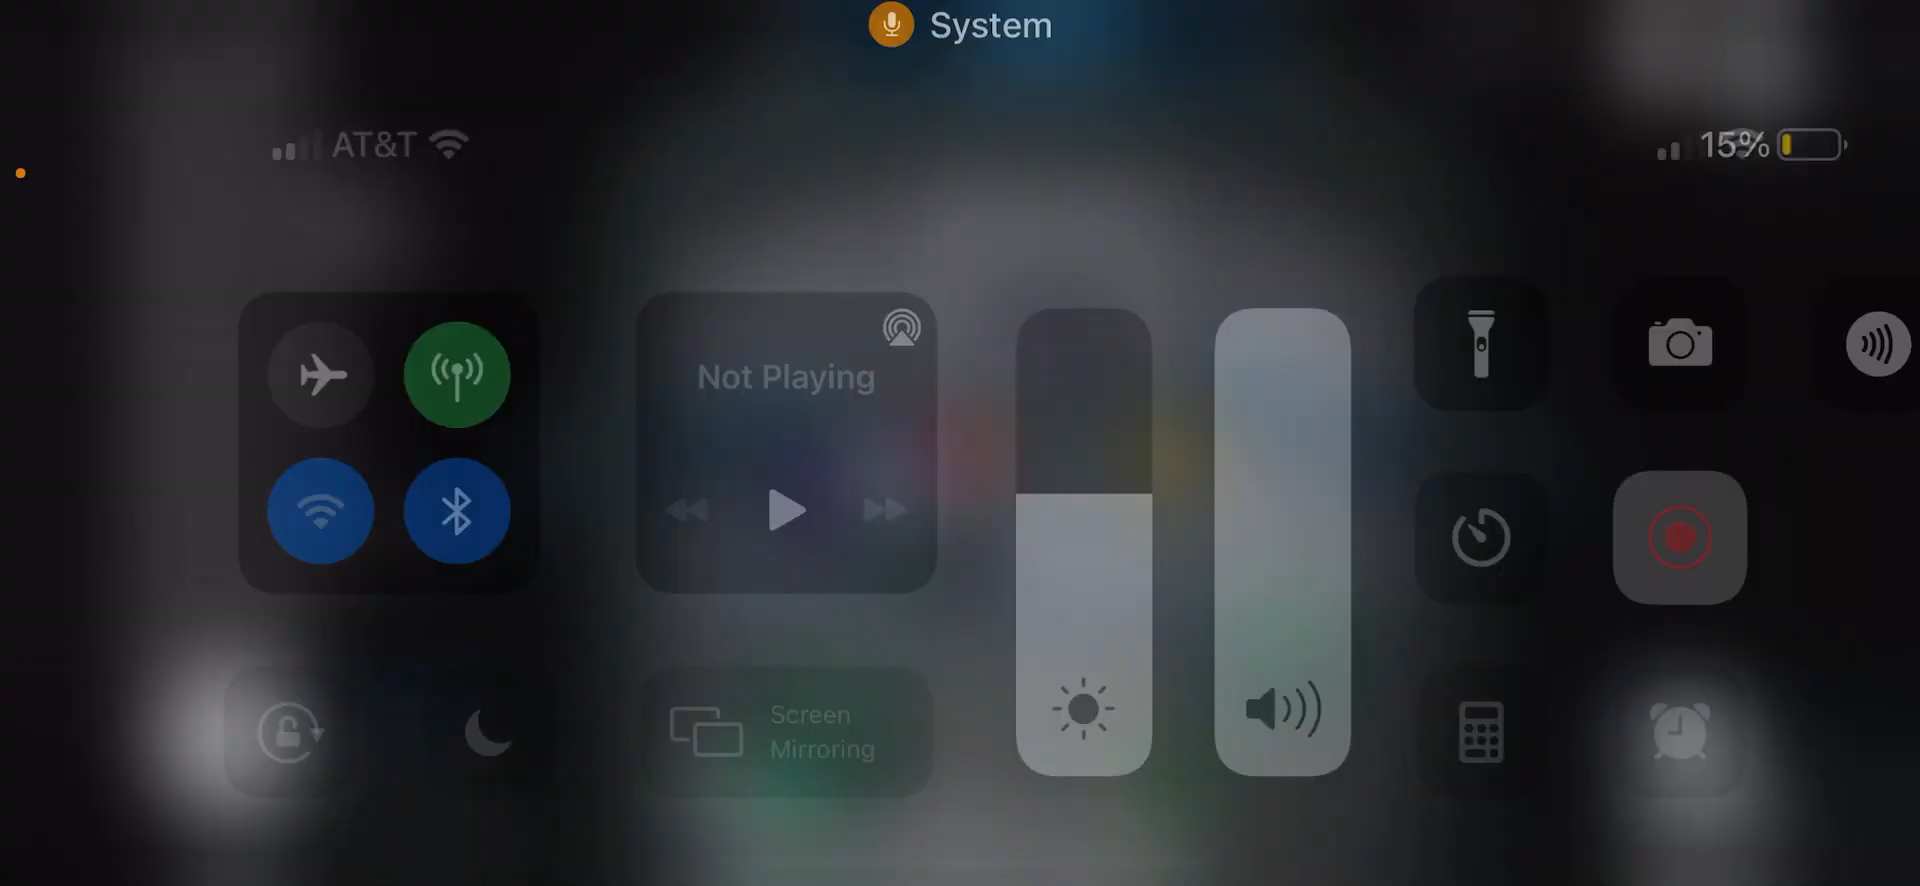 System
AT&T
15%
Not Playing
Screen
Mirroring